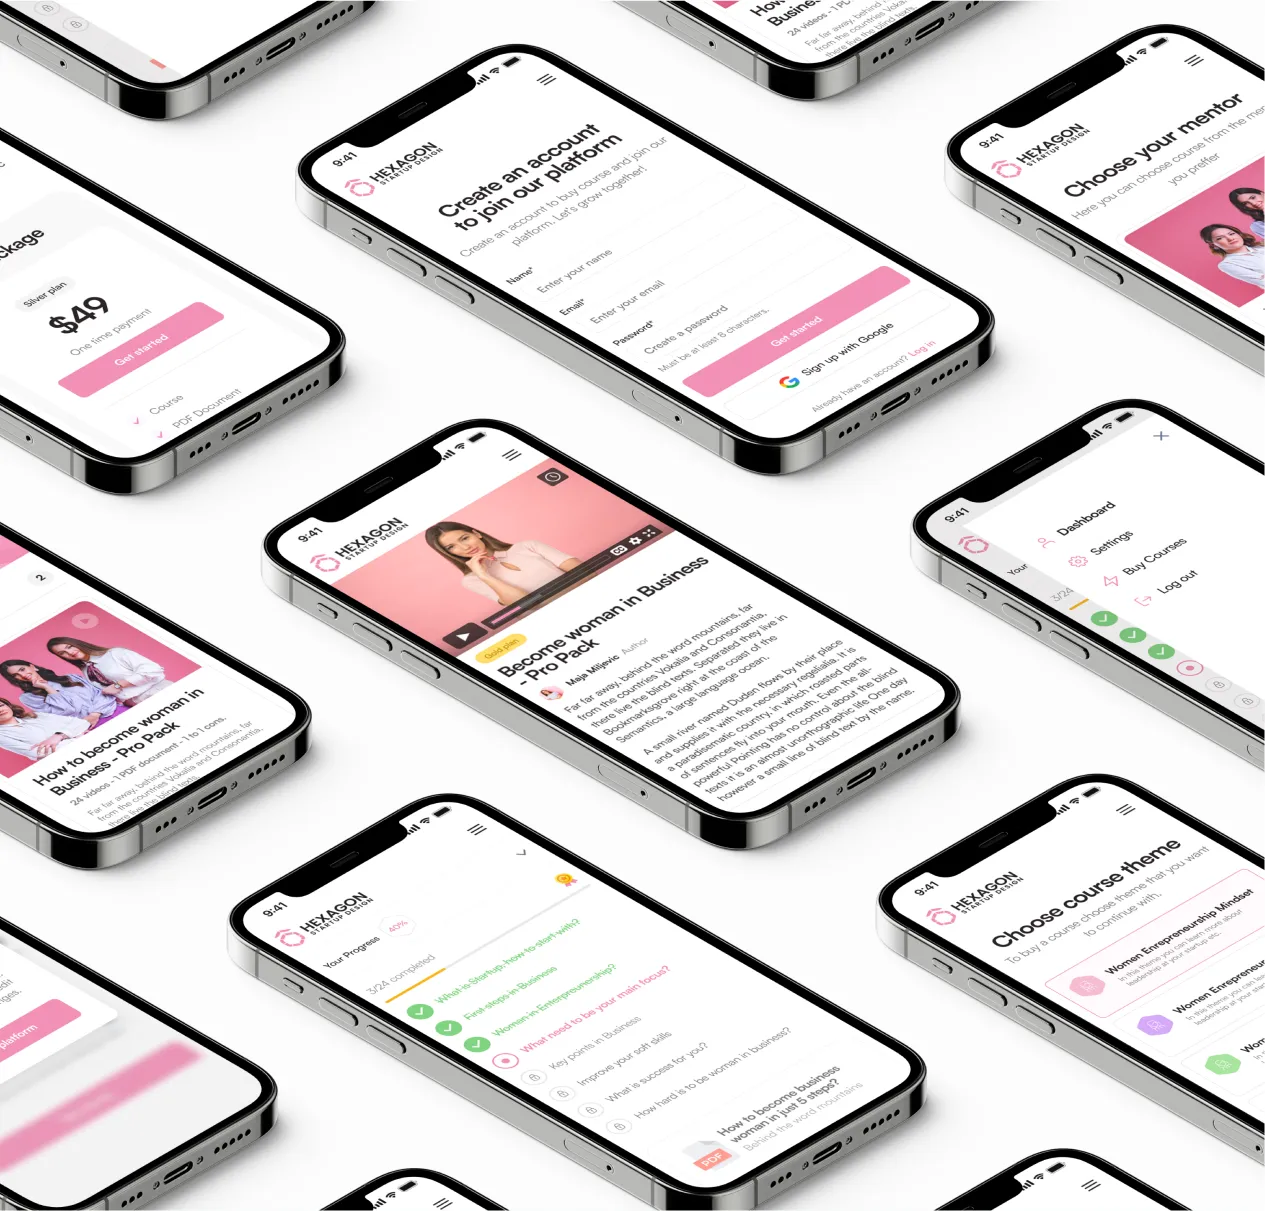 How
Business
24 videos - 1 P
Far far away, behind
from the countries Vok
there live the blind texts.
ckage
Silver plan
$49
One time payment
Get started
Course
PDF Document
9:41
HEXAGON
STARTUP DESIGN
Create an account
to join our platform
Create an account to buy course and join our
platform. Let's grow together!
Name*
Enter your name
Email*
Enter your email
Password*
Create a password
Must be at least 8 characters.
Get started
Sign up with Google
Already have an account? Log in
9:41
HEXAGON
STARTUP DESIGN
Choose your mentor
Here you can choose course from the me
you preffer
2
How to become woman in
Business - Pro Pack
24 videos - 1 PDF document - 1 to 1 cons.
Far far away, behind the word mountains, far
from the countries Vokalia and Consonantia,
there live the blind texts.
9:41
HEXAGON
STARTUP DESIGN
CC
Gold plan
Become woman in Business
- Pro Pack
Maja Miljevic Author
Far far away, behind the word mountains, far
from the countries Vokalia and Consonantia,
there live the blind texts. Separated they live in
Bookmarksgrove right at the coast of the
Semantics, a large language ocean.
A small river named Duden flows by their place
and supplies it with the necessary regelialia. It is
a paradisematic country, in which roasted parts
of sentences fly into your mouth. Even the all-
powerful Pointing has no control about the blind
texts it is an almost unorthographic life One day
however a small line of blind text by the name.
9:41
Dashboard
Settings
Buy Courses
Log out
Your
3/24
edit
nges.
platform
9:41
HEXAGON
STARTUP DESIGN
Your Progress
40%
3/24 completed
What is Startup, how to start with?
First steps in Business
Women in Enterprounership?
What need to be your main focus?
Key points in Business
Improve your soft skills
What is success for you?
How hard is to be woman in business?
PDF
How to become business
woman in just 5 steps?
Behind the word mountains
9:41
HEXAGON
STARTUP DESIGN
Choose course theme
To buy a course choose theme that you want
to continue with.
Women Enrepreneurship Mindset
In this theme you can learn more about
leadership at your startup etc.
Women Enrepreneu
In this theme you can lea
leadership at your sta
Wom
In th
lead